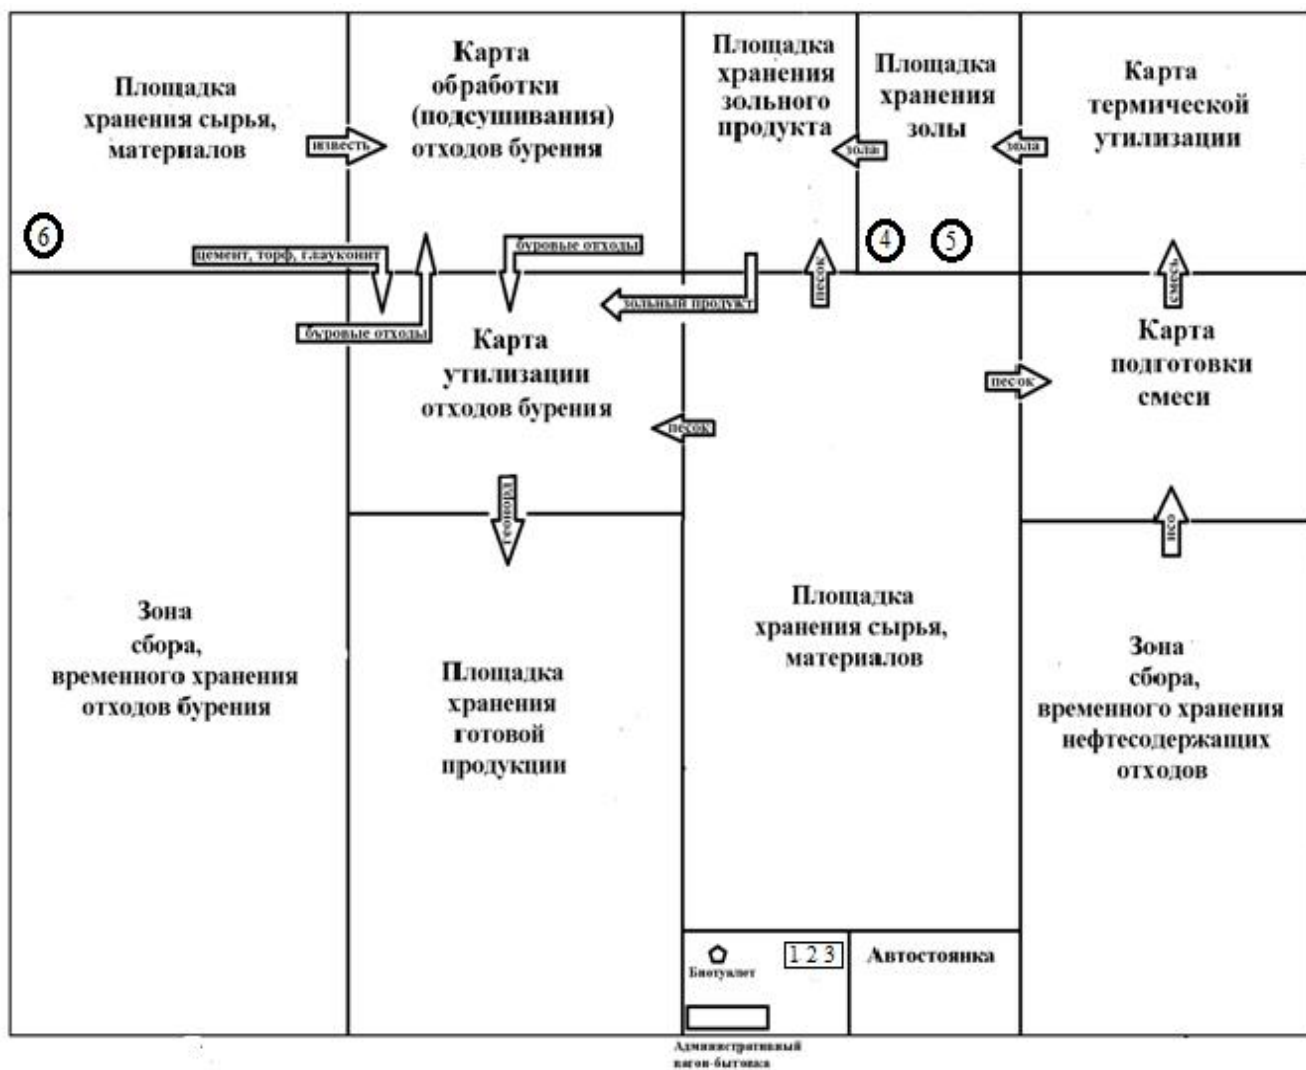 Площадка
хранения сырья,
материалов
известь
6
Карта
обработки
(подсушивания)
отходов бурения
Площадка
хранения
зольного
продукта
зола
Площадка
хранения
золы
зола
4
5
Карта
термической
утилизации
цемент, торф, глауконит
буровые отходы
буровые отходы
зольный продукт
песок
смесь
Карта
утилизации
отходов бурения
песок
песок
Карта
подготовки
смеси
геонорд
нсо
Зона
сбора,
временного хранения
отходов бурения
Площадка
хранения
готовой
продукции
Площадка
хранения сырья,
материалов
Зона
сбора,
временного хранения
нефтесодержащих
отходов
Биотуалет
1 2 3
Автостоянка
Административный
вагон-бытовка